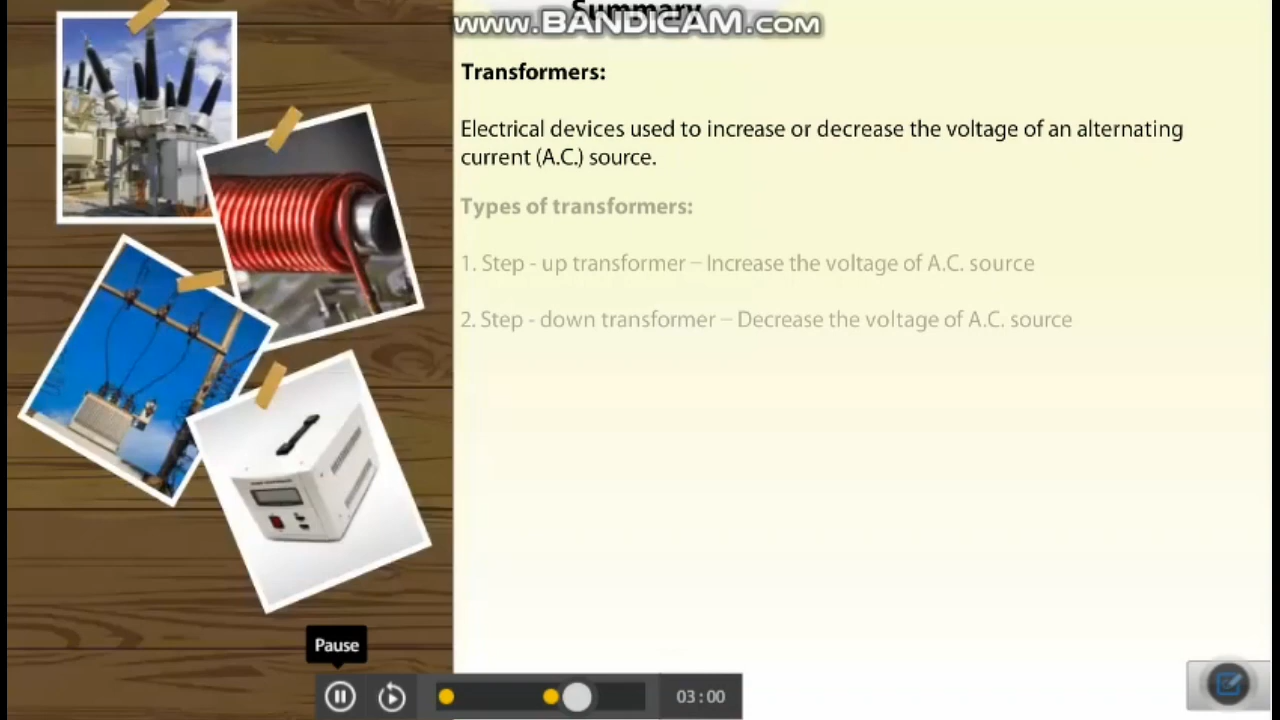 Summary
www.BANDICAM.com
Transformers:
Electrical devices used to increase or decrease the voltage of an alternating
current (A.C.) source.
Types of transformers:
1. Step - up transformer – Increase the voltage of A.C. source
2. Step - down transformer – Decrease the voltage of A.C. source
Pause
03:00